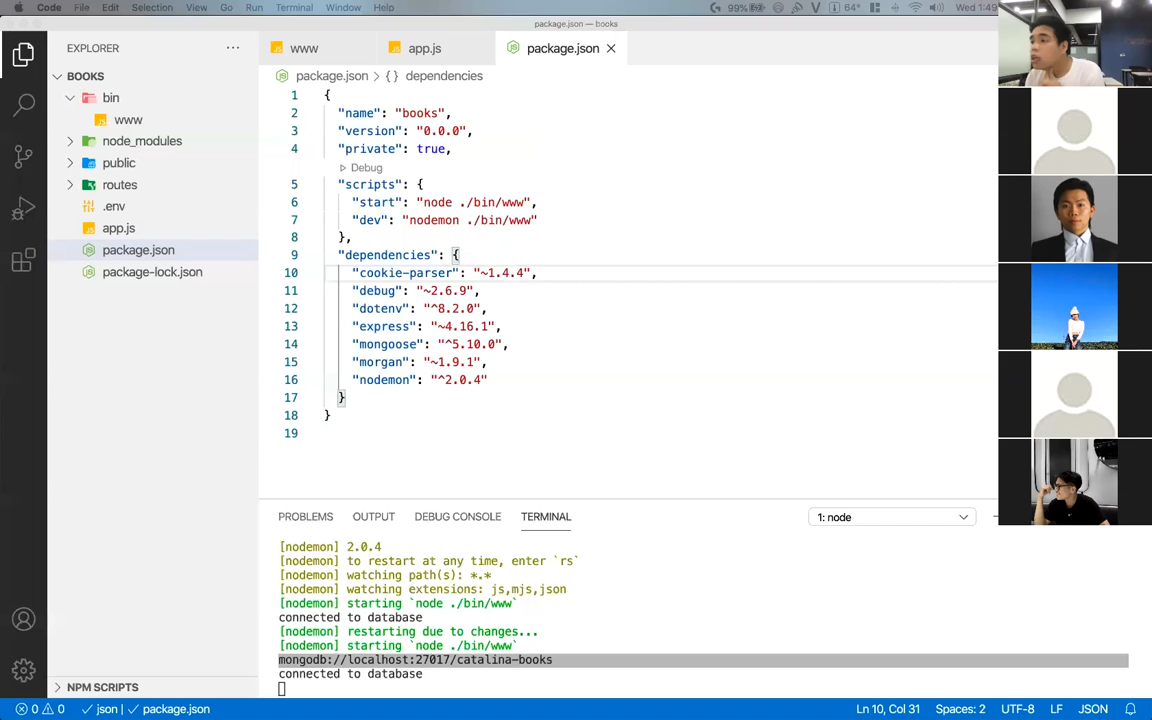 Code File Edit Selection View Go Run Terminal Window Help 99% 64° Wed 1:49
package.json — books
EXPLORER ...
www app.js package.json
BOOKS
package.json > { } dependencies
bin
www
node_modules
public
routes
.env
app.js
package.json
package-lock.json
1 {
2 "name": "books",
3 "version": "0.0.0",
4 "private": true,
Debug
5 "scripts": {
6 "start": "node ./bin/www",
7 "dev": "nodemon ./bin/www"
8 },
9 "dependencies": {
10 "cookie-parser": "~1.4.4",
11 "debug": "~2.6.9",
12 "dotenv": "^8.2.0",
13 "express": "~4.16.1",
14 "mongoose": "^5.10.0",
15 "morgan": "~1.9.1",
16 "nodemon": "^2.0.4"
17 }
18 }
19
PROBLEMS OUTPUT DEBUG CONSOLE TERMINAL 1: node
[nodemon] 2.0.4
[nodemon] to restart at any time, enter `rs`
[nodemon] watching path(s): *.*
[nodemon] watching extensions: js,mjs,json
[nodemon] starting `node ./bin/www`
connected to database
[nodemon] restarting due to changes...
[nodemon] starting `node ./bin/www`
mongodb://localhost:27017/catalina-books
connected to database
NPM SCRIPTS
0 0 json | package.json Ln 10, Col 31 Spaces: 2 UTF-8 LF JSON